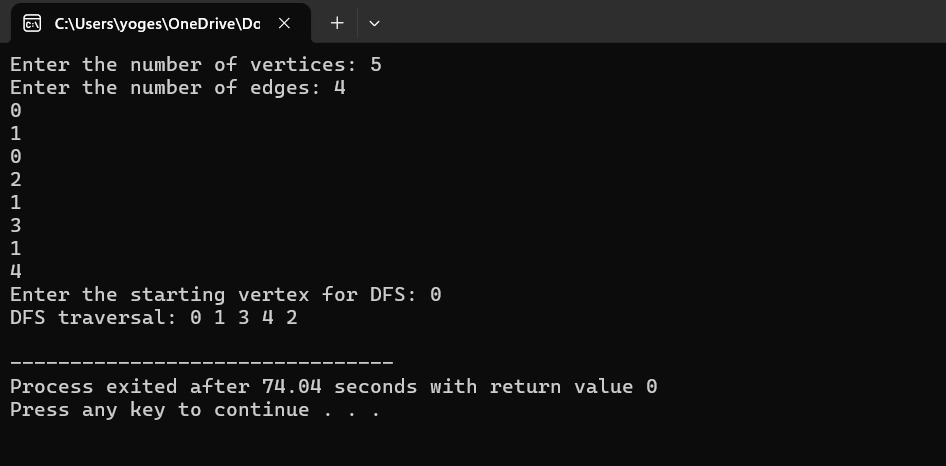 C:\Users\yoges\OneDrive\Dc
Enter the number of vertices: 5
Enter the number of edges: 4
0
1
0
2
1
3
1
4
Enter the starting vertex for DFS: 0
DFS traversal: 0 1 3 4 2
--------------------------------
Process exited after 74.04 seconds with return value 0
Press any key to continue . . .